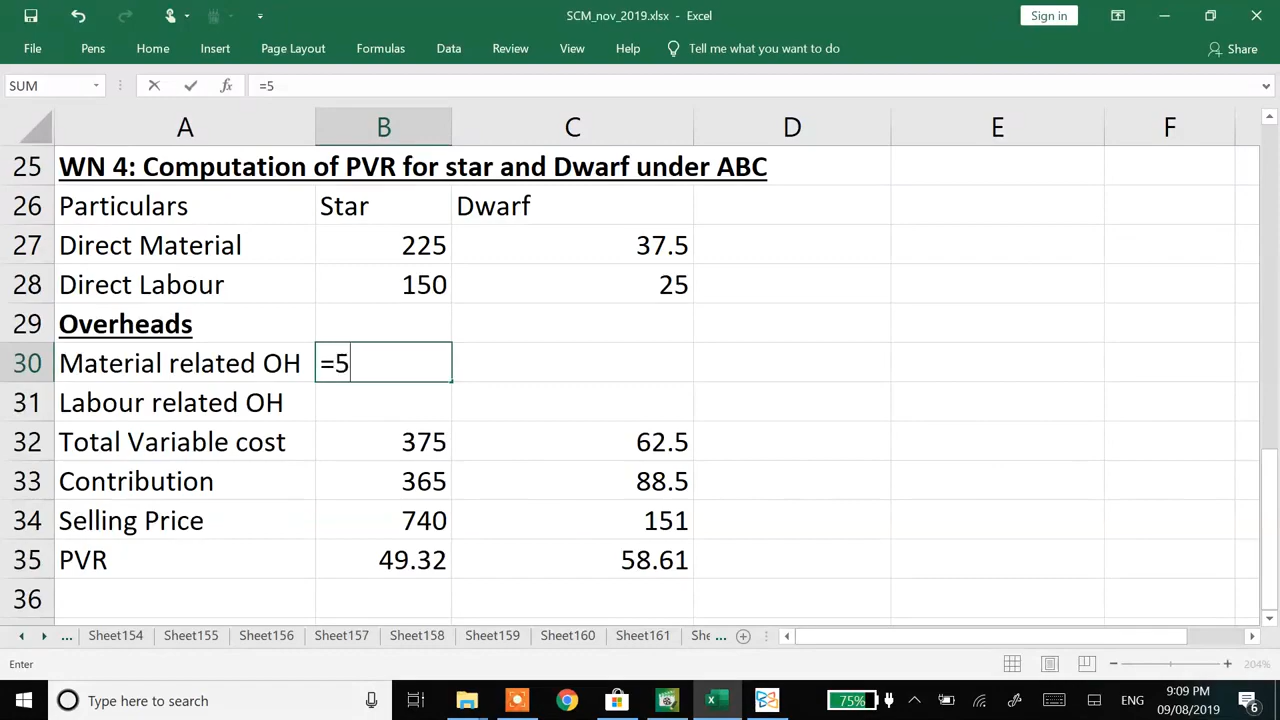 SCM_nov_2019.xlsx - Excel
Sign in
File Pens Home Insert Page Layout Formulas Data Review View Help Tell me what you want to do Share
SUM fx =5
A B C D E F
25 WN 4: Computation of PVR for star and Dwarf under ABC
26 Particulars Star Dwarf
27 Direct Material 225 37.5
28 Direct Labour 150 25
29 Overheads
30 Material related OH =5
31 Labour related OH
32 Total Variable cost 375 62.5
33 Contribution 365 88.5
34 Selling Price 740 151
35 PVR 49.32 58.61
36
... Sheet154 Sheet155 Sheet156 Sheet157 Sheet158 Sheet159 Sheet160 Sheet161 She ...
Enter 204%
Type here to search 75% ENG 9:09 PM
09/08/2019 6